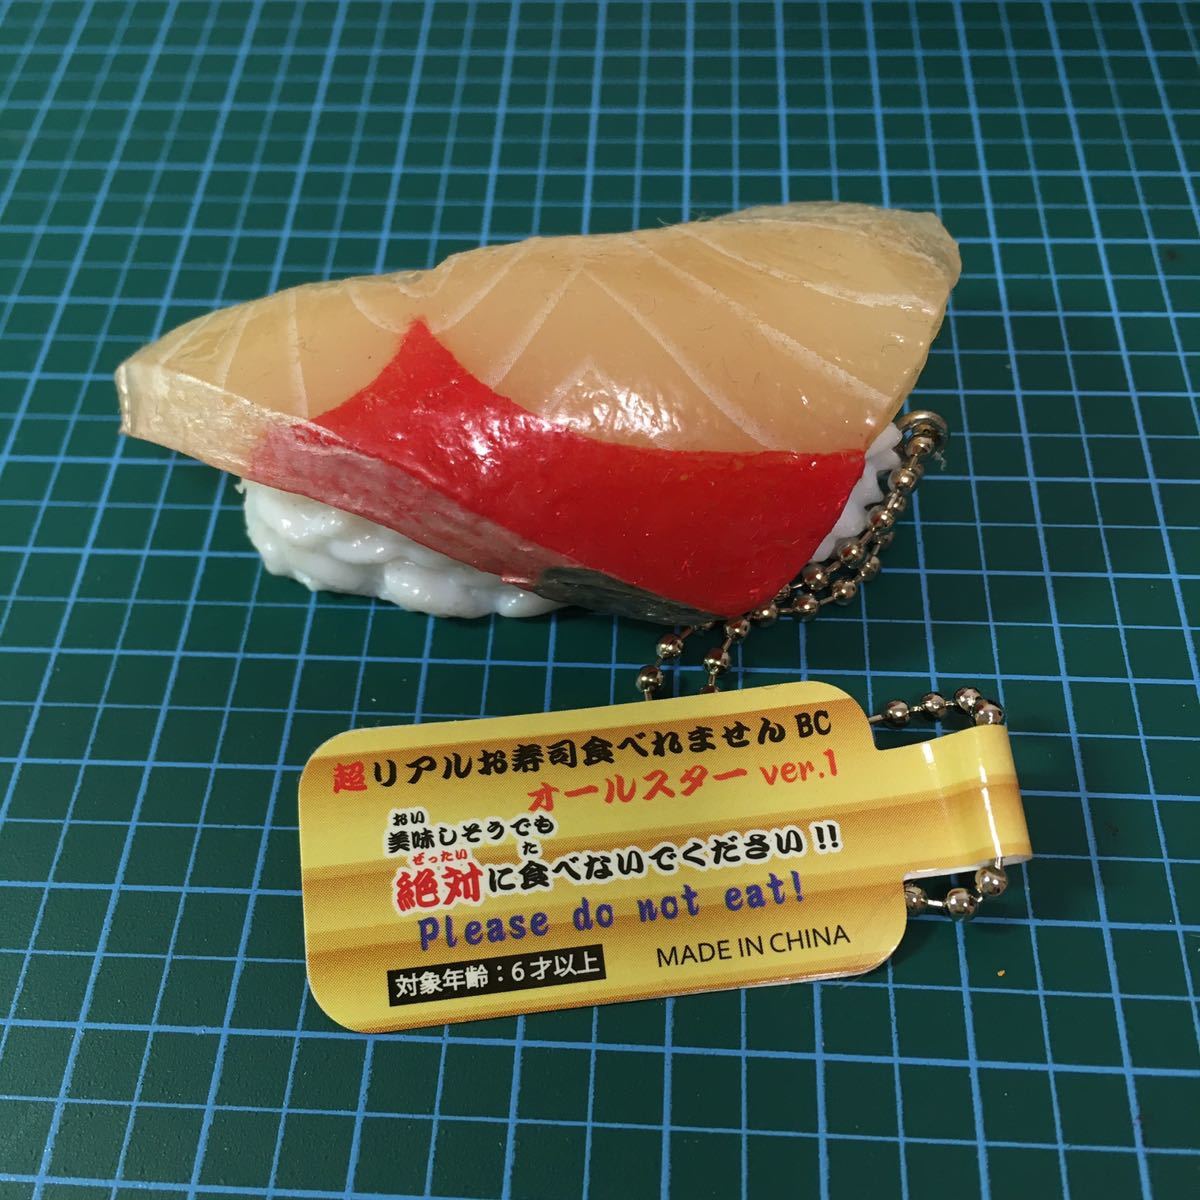 超リアルお寿司食べれませんBC
オールスターver.1
おい
美味しそうでも
ぜったい た
絶対に食べないでください!!
Please do not eat!
対象年齢：6才以上
MADE IN CHINA